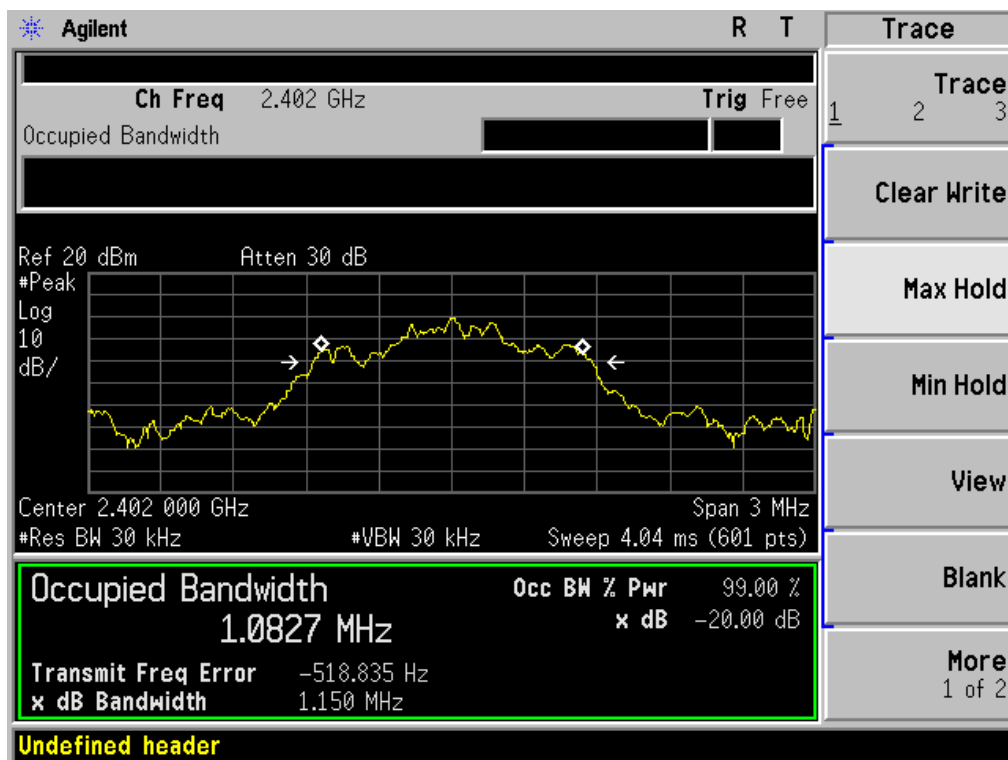 Agilent R T Trace
Ch Freq 2.402 GHz Trig Free
Occupied Bandwidth
Trace
1 2 3
Clear Write
Max Hold
Min Hold
View
Blank
More
1 of 2
Ref 20 dBm Atten 30 dB
#Peak
Log
10
dB/
Center 2.402 000 GHz Span 3 MHz
#Res BW 30 kHz #VBW 30 kHz Sweep 4.04 ms (601 pts)
Occupied Bandwidth Occ BW % Pwr 99.00 %
1.0827 MHz x dB -20.00 dB
Transmit Freq Error -518.835 Hz
x dB Bandwidth 1.150 MHz
Undefined header